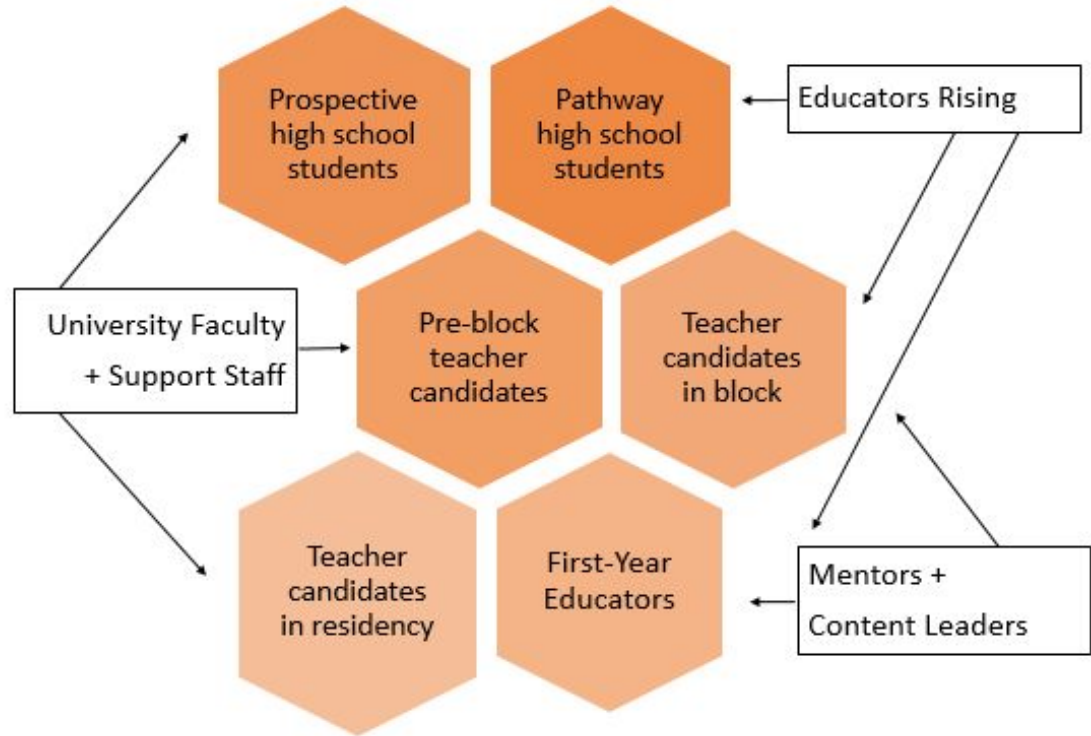 Prospective
high school
students
Pathway
high school
students
Educators Rising
University Faculty
+ Support Staff
Pre-block
teacher
candidates
Teacher
candidates
in block
Teacher
candidates
in residency
First-Year
Educators
Mentors +
Content Leaders